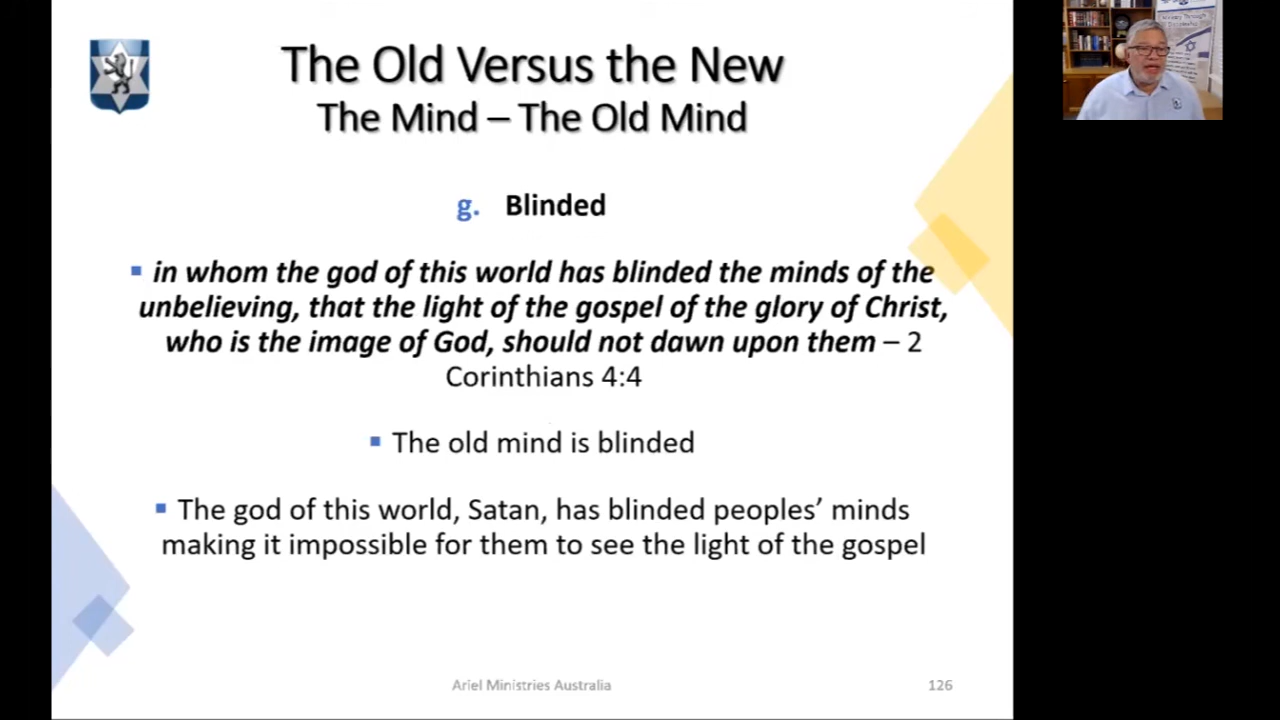 The Old Versus the New
The Mind – The Old Mind
g. Blinded
▪ in whom the god of this world has blinded the minds of the
unbelieving, that the light of the gospel of the glory of Christ,
who is the image of God, should not dawn upon them – 2
Corinthians 4:4
▪ The old mind is blinded
▪ The god of this world, Satan, has blinded peoples’ minds
making it impossible for them to see the light of the gospel
Ariel Ministries Australia
126